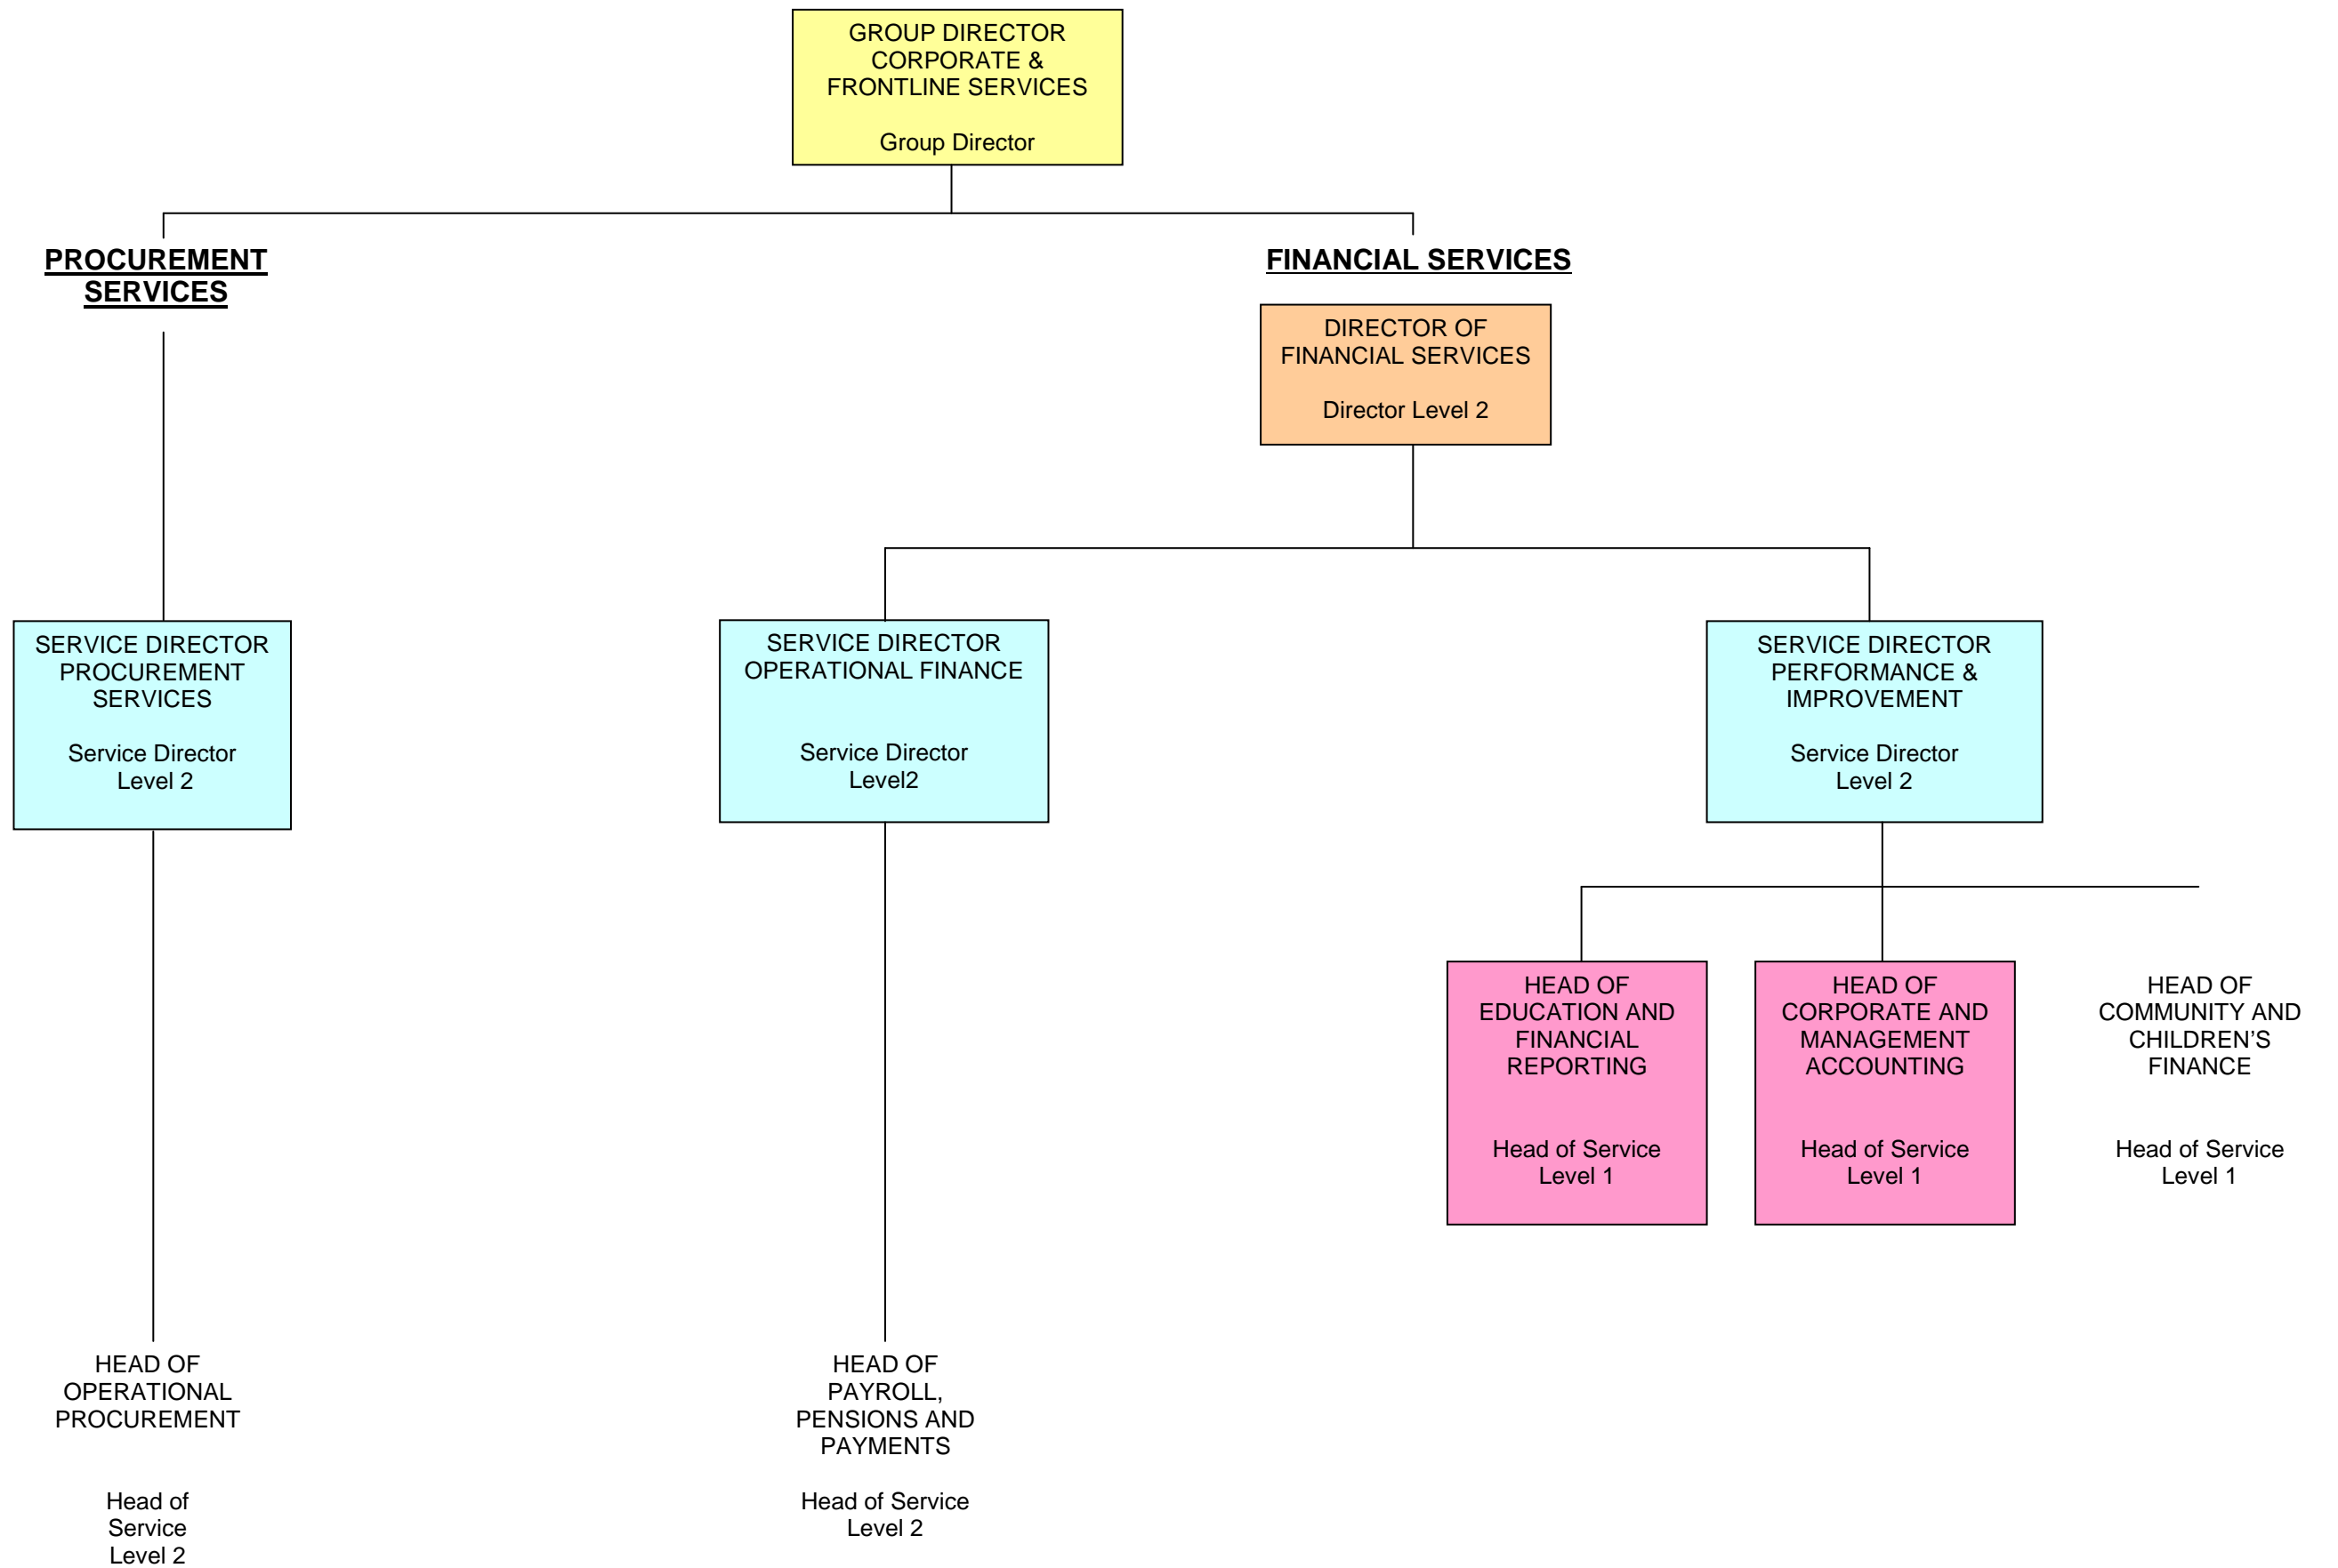 GROUP DIRECTOR
CORPORATE &
FRONTLINE SERVICES
Group Director
PROCUREMENT
SERVICES
FINANCIAL SERVICES
DIRECTOR OF
FINANCIAL SERVICES
Director Level 2
SERVICE DIRECTOR
PROCUREMENT
SERVICES
Service Director
Level 2
SERVICE DIRECTOR
OPERATIONAL FINANCE
Service Director
Level2
SERVICE DIRECTOR
PERFORMANCE &
IMPROVEMENT
Service Director
Level 2
HEAD OF
EDUCATION AND
FINANCIAL
REPORTING
Head of Service
Level 1
HEAD OF
CORPORATE AND
MANAGEMENT
ACCOUNTING
Head of Service
Level 1
HEAD OF
COMMUNITY AND
CHILDREN’S
FINANCE
Head of Service
Level 1
HEAD OF
OPERATIONAL
PROCUREMENT
Head of
Service
Level 2
HEAD OF
PAYROLL,
PENSIONS AND
PAYMENTS
Head of Service
Level 2